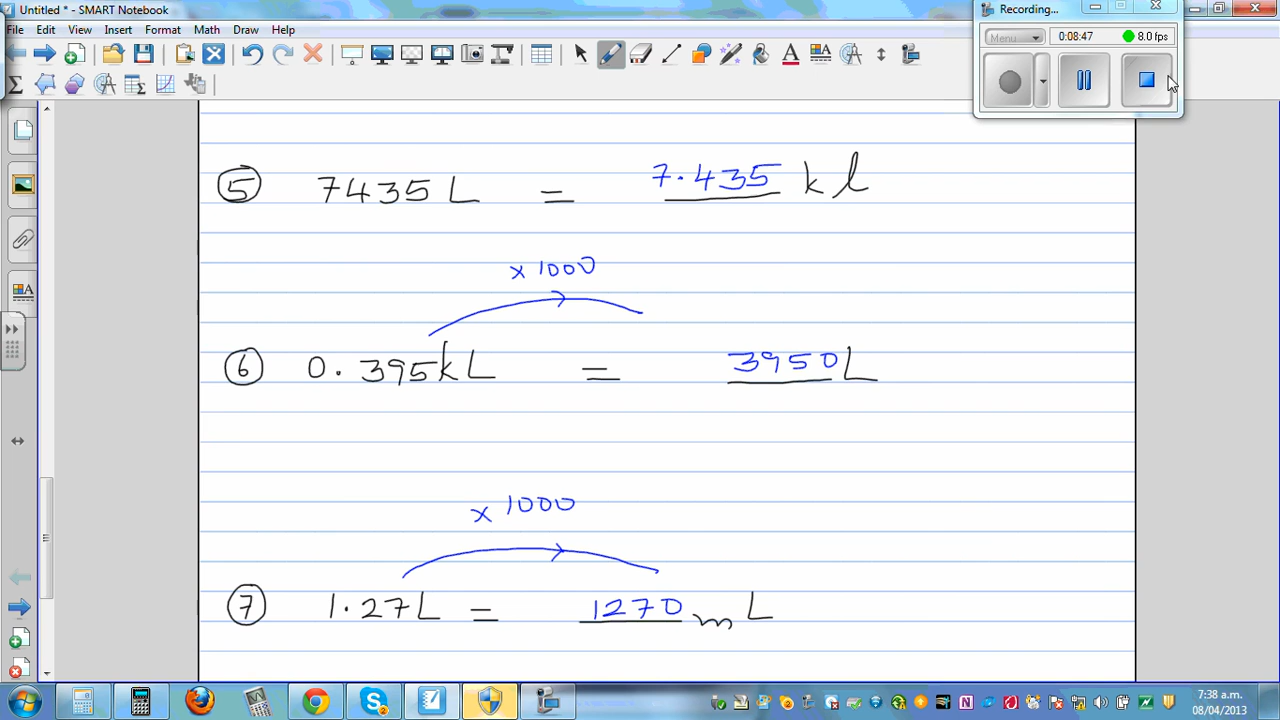 Untitled * - SMART Notebook
Recording...
File Edit View Insert Format Math Draw Help
Menu 0:08:47 8.0 fps
5 7435 L = 7.435 k l
x 1000
6 0.395 kL = 3950 L
x 1000
7 1.27 L = 1270 m L
7:38 a.m.
08/04/2013